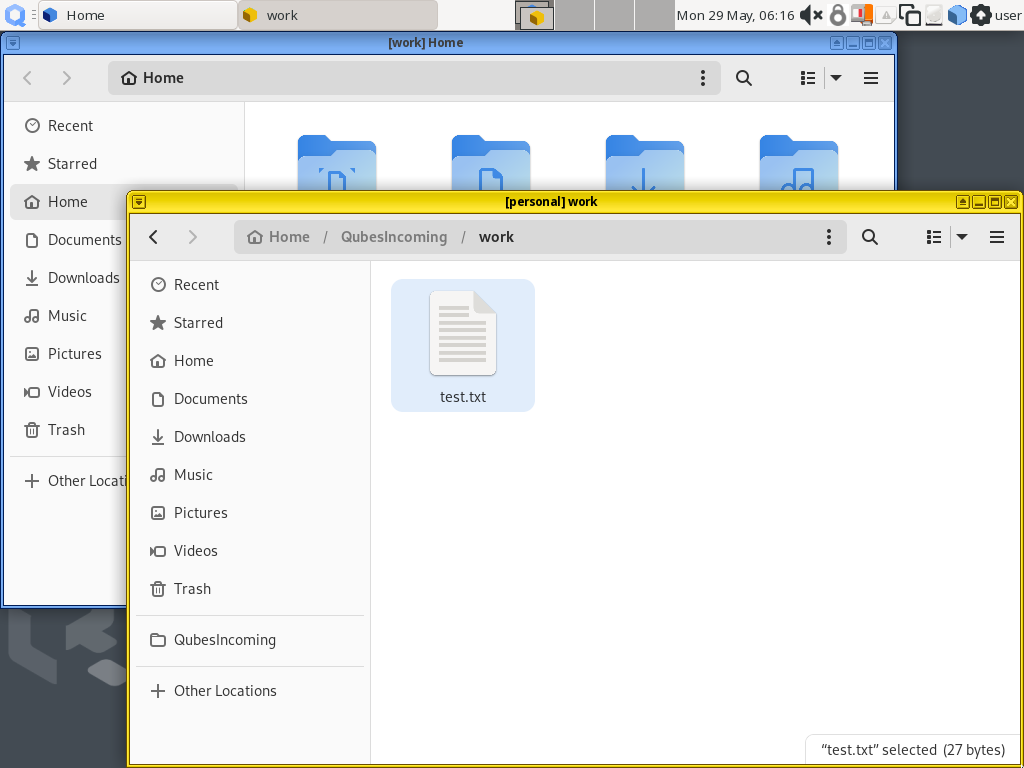 Home
work
Mon 29 May, 06:16
user
[work] Home
Home
Recent
Starred
Home
Documents
Downloads
Music
Pictures
Videos
Trash
Other Locati
[personal] work
Home / QubesIncoming / work
Recent
Starred
Home
Documents
Downloads
Music
Pictures
Videos
Trash
QubesIncoming
Other Locations
test.txt
“test.txt” selected (27 bytes)